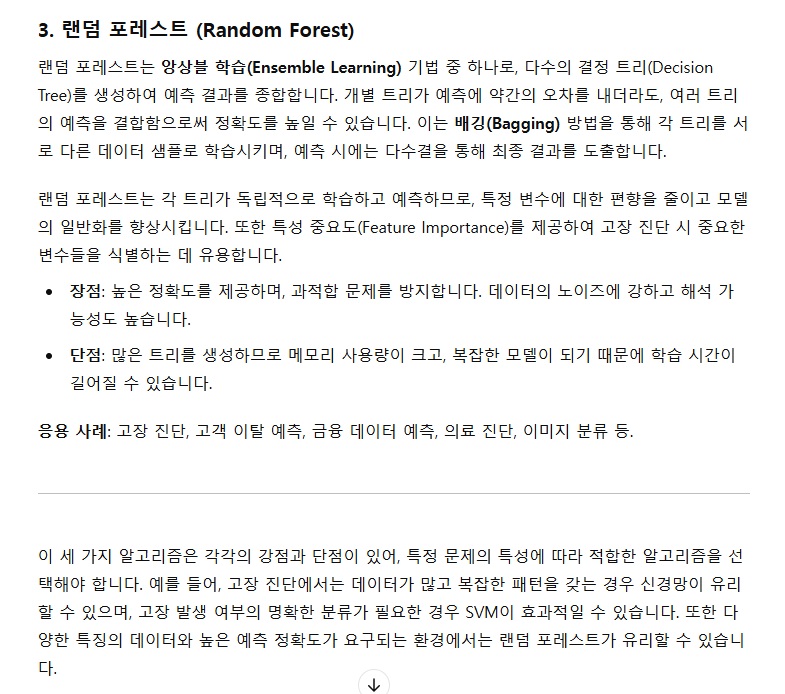 3. 랜덤 포레스트 (Random Forest)
랜덤 포레스트는 앙상블 학습(Ensemble Learning) 기법 중 하나로, 다수의 결정 트리(Decision
Tree)를 생성하여 예측 결과를 종합합니다. 개별 트리가 예측에 약간의 오차를 내더라도, 여러 트리
의 예측을 결합함으로써 정확도를 높일 수 있습니다. 이는 배깅(Bagging) 방법을 통해 각 트리를 서
로 다른 데이터 샘플로 학습시키며, 예측 시에는 다수결을 통해 최종 결과를 도출합니다.
랜덤 포레스트는 각 트리가 독립적으로 학습하고 예측하므로, 특정 변수에 대한 편향을 줄이고 모델
의 일반화를 향상시킵니다. 또한 특성 중요도(Feature Importance)를 제공하여 고장 진단 시 중요한
변수들을 식별하는 데 유용합니다.
• 장점: 높은 정확도를 제공하며, 과적합 문제를 방지합니다. 데이터의 노이즈에 강하고 해석 가
능성도 높습니다.
• 단점: 많은 트리를 생성하므로 메모리 사용량이 크고, 복잡한 모델이 되기 때문에 학습 시간이
길어질 수 있습니다.
응용 사례: 고장 진단, 고객 이탈 예측, 금융 데이터 예측, 의료 진단, 이미지 분류 등.
이 세 가지 알고리즘은 각각의 강점과 단점이 있어, 특정 문제의 특성에 따라 적합한 알고리즘을 선
택해야 합니다. 예를 들어, 고장 진단에서는 데이터가 많고 복잡한 패턴을 갖는 경우 신경망이 유리
할 수 있으며, 고장 발생 여부의 명확한 분류가 필요한 경우 SVM이 효과적일 수 있습니다. 또한 다
양한 특징의 데이터와 높은 예측 정확도가 요구되는 환경에서는 랜덤 포레스트가 유리할 수 있습니
다.